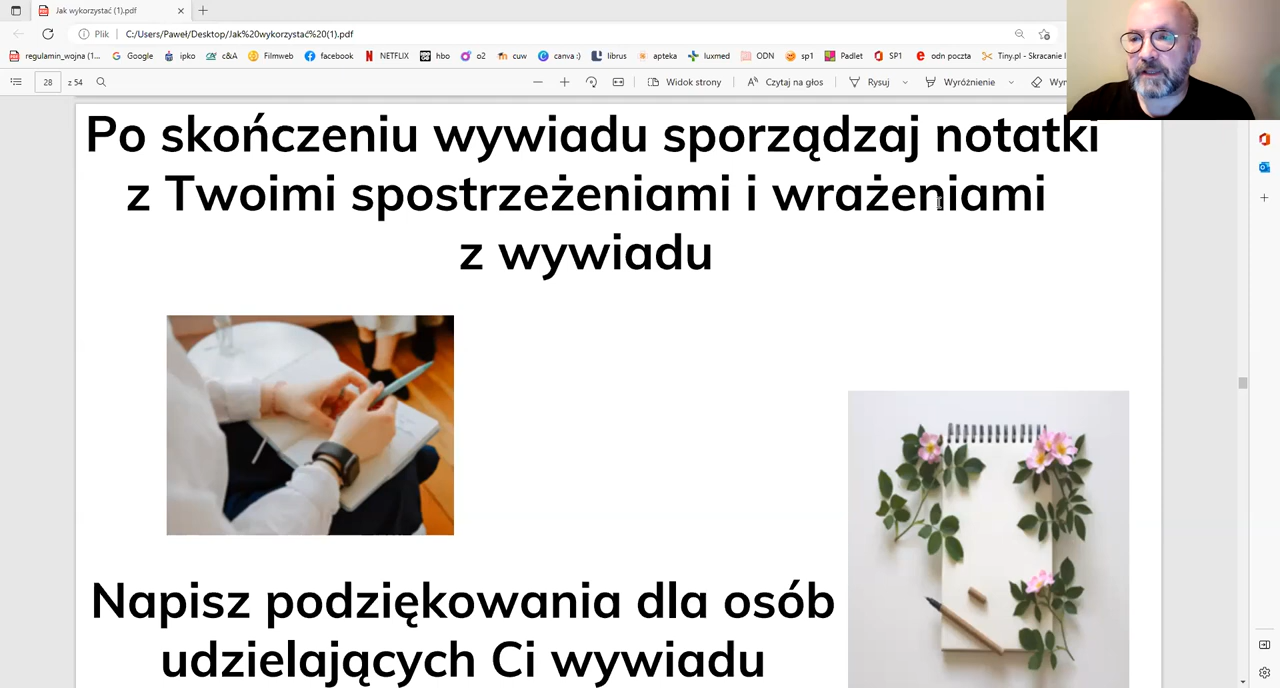 Jak wykorzystać (1).pdf
Plik
C:/Users/Paweł/Desktop/Jak%20wykorzystać%20(1).pdf
regulamin_wojna (1... Google ipko c&A Filmweb facebook NETFLIX hbo o2 cuw canva :) librus apteka luxmed ODN sp1 Padlet SP1 odn poczta Tiny.pl - Skracanie l
28 z 54 Widok strony Czytaj na głos Rysuj Wyróżnienie Wyr
Po skończeniu wywiadu sporządzaj notatki
z Twoimi spostrzeżeniami i wrażeniami
z wywiadu
Napisz podziękowania dla osób
udzielających Ci wywiadu